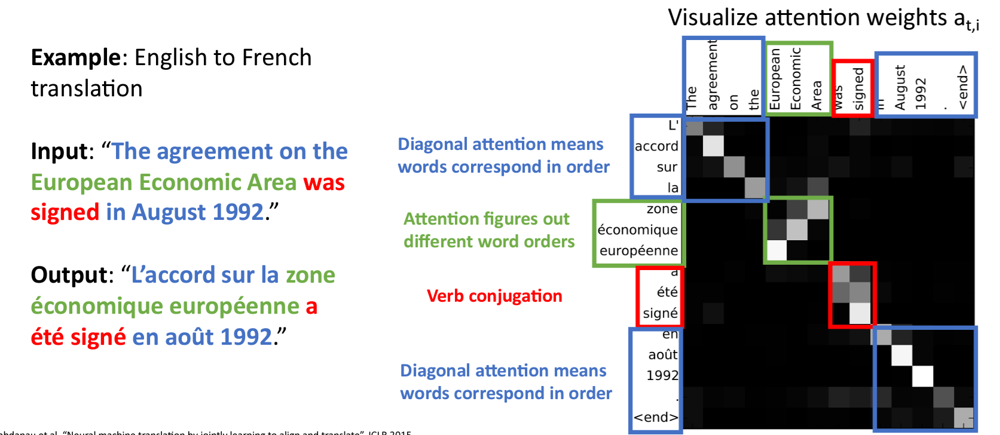 Visualize attention weights a_t,i
Example: English to French
translation
Input: “The agreement on the
European Economic Area was
signed in August 1992.”
Output: “L’accord sur la zone
économique européenne a
été signé en août 1992.”
Diagonal attention means
words correspond in order
Attention figures out
different word orders
Verb conjugation
Diagonal attention means
words correspond in order
The
agreement
on
the
European
Economic
Area
was
signed
in
August
1992
.
<end>
L'
accord
sur
la
zone
économique
européenne
a
été
signé
en
août
1992
.
<end>
et al. “Neural machine translation by jointly learning to align and translate”, ICLR 2015